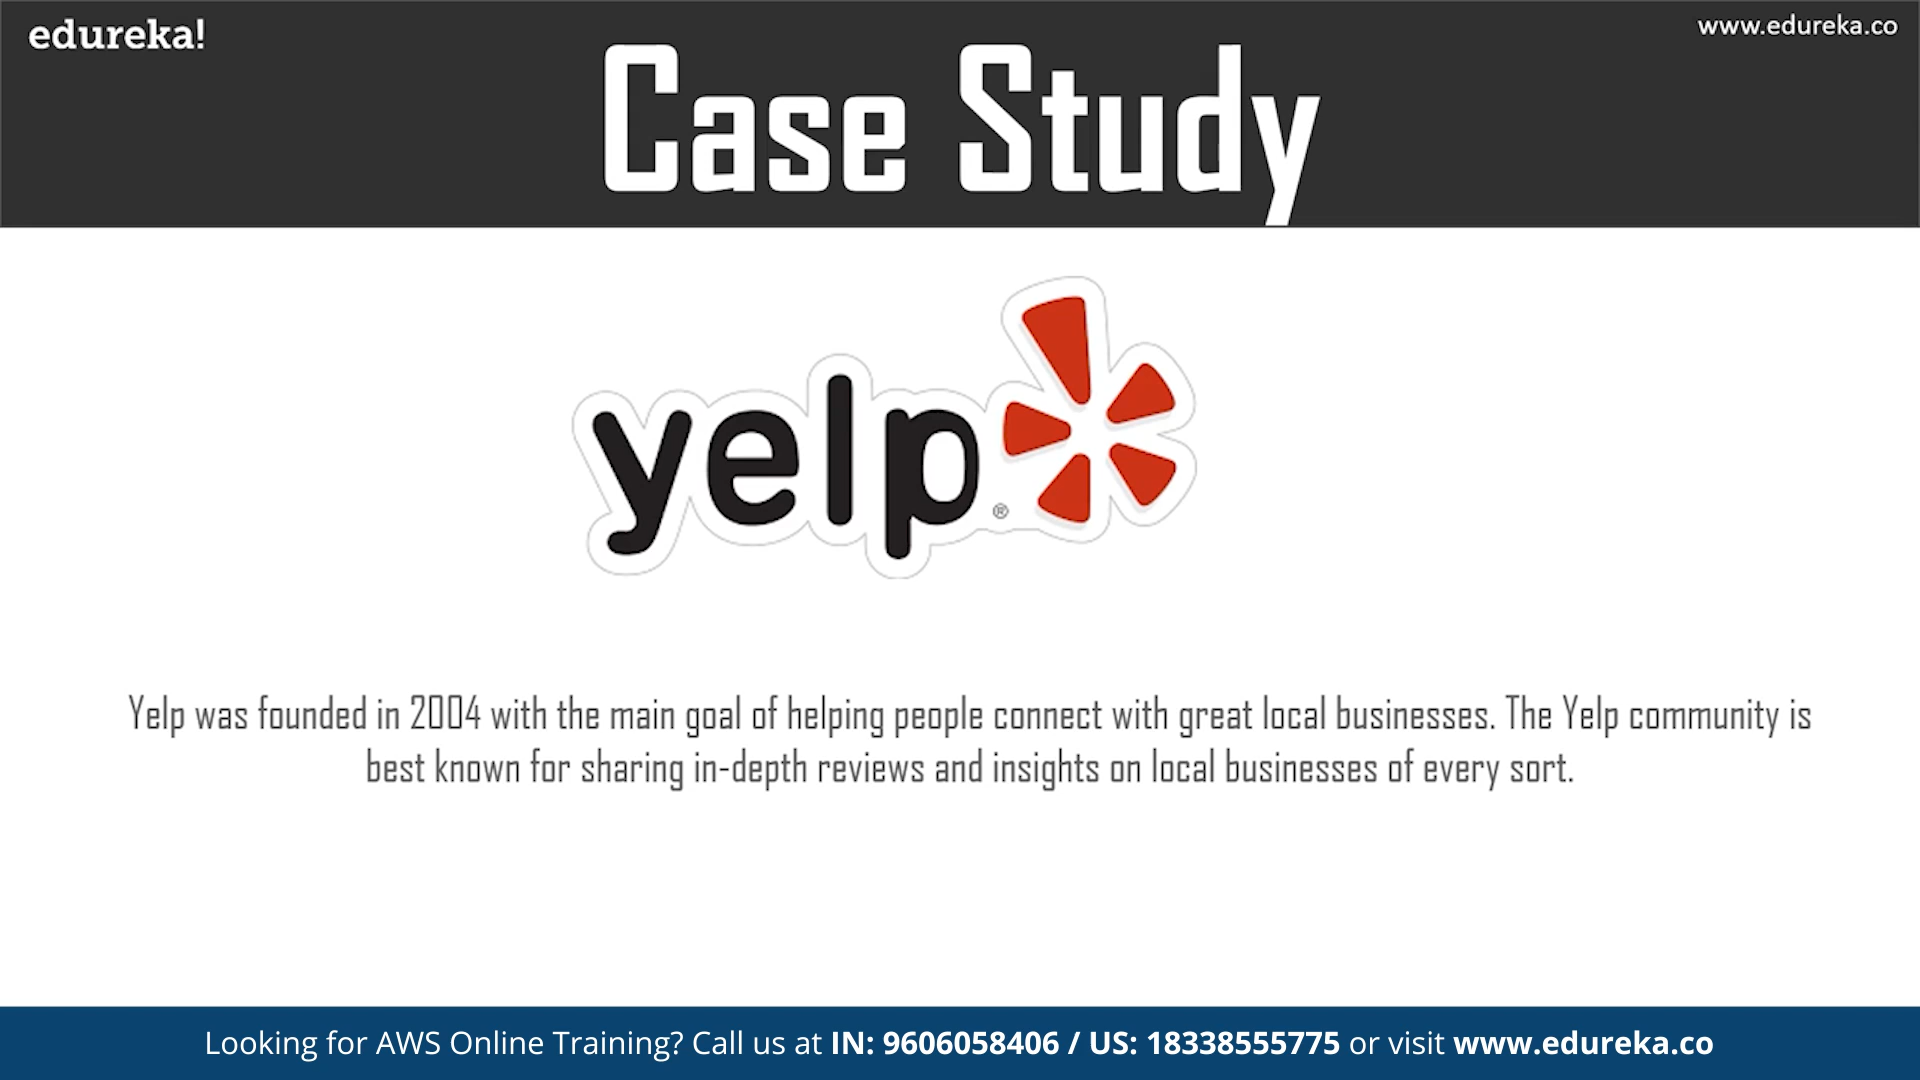 edureka!
www.edureka.co
Case Study
yelp®
Yelp was founded in 2004 with the main goal of helping people connect with great local businesses. The Yelp community is
best known for sharing in-depth reviews and insights on local businesses of every sort.
Looking for AWS Online Training? Call us at IN: 9606058406 / US: 18338555775 or visit www.edureka.co